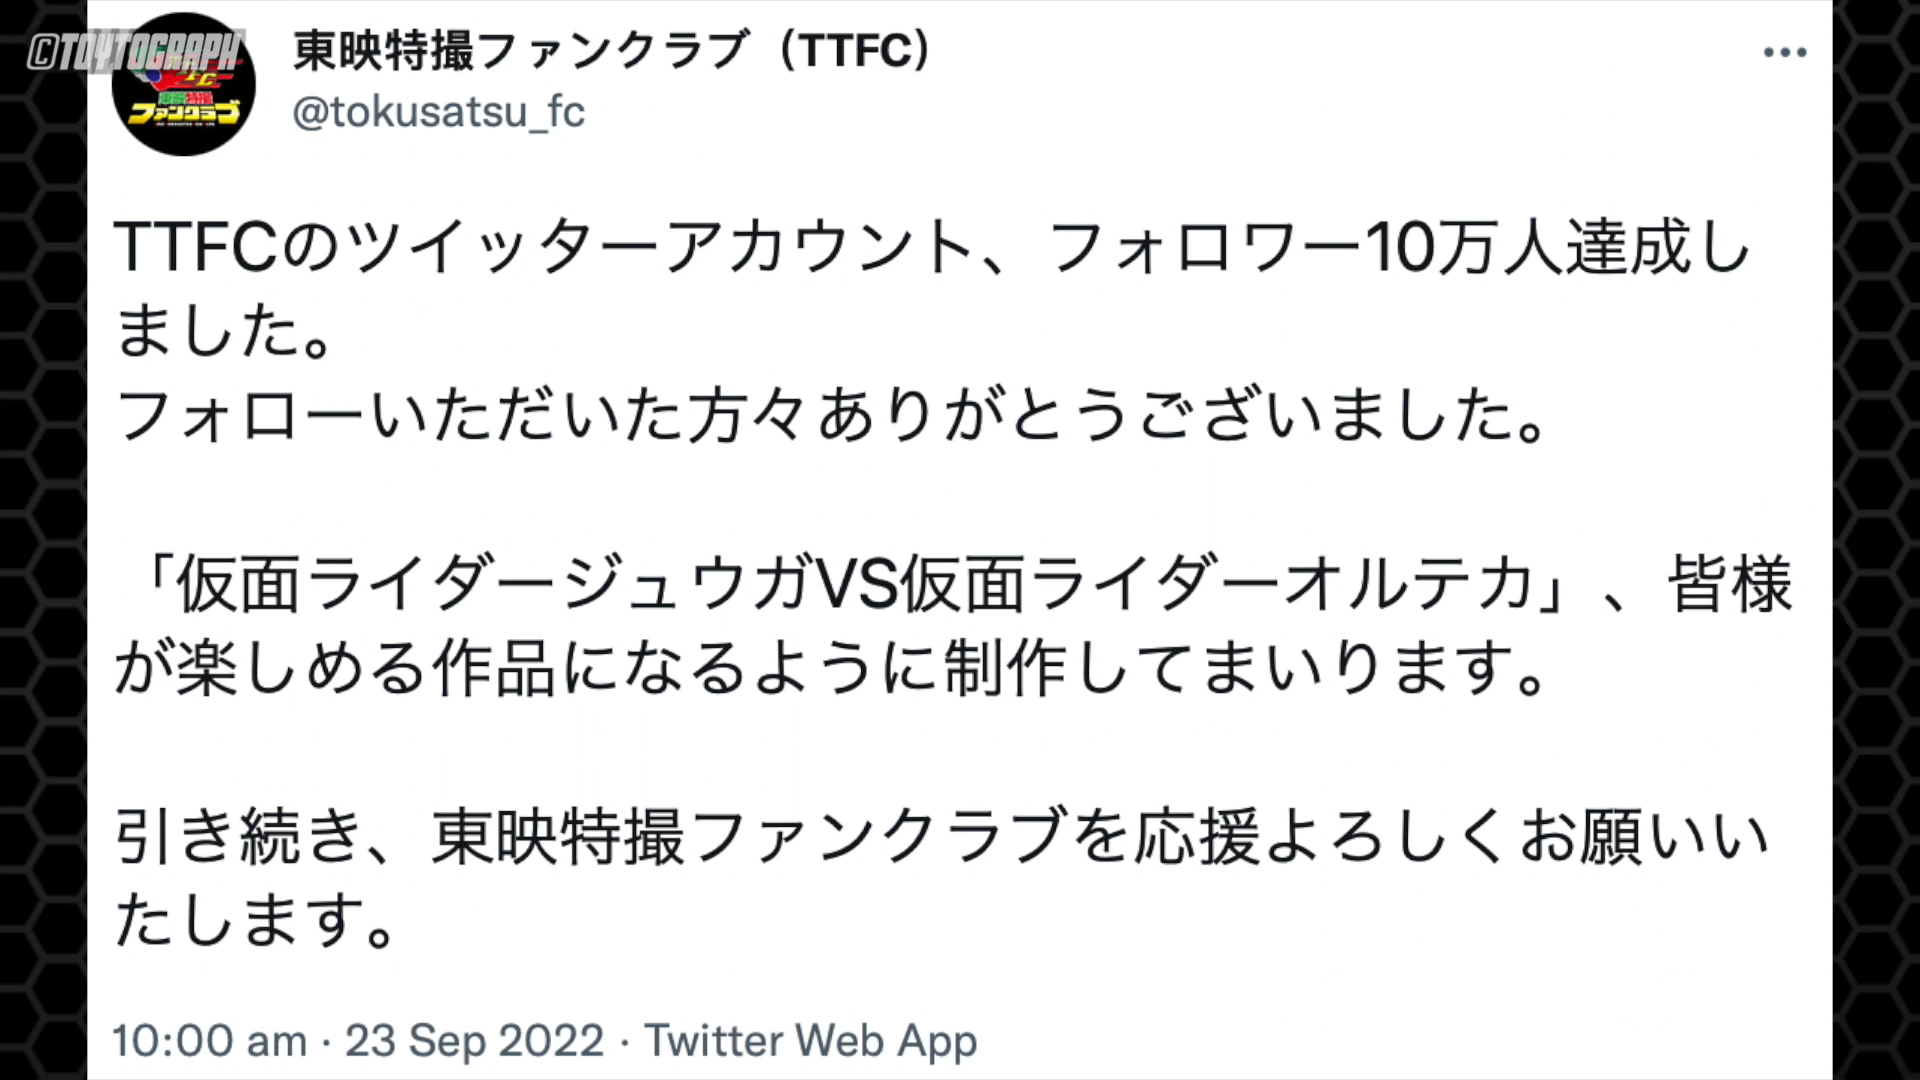 ©TOYTOGRAPH
東映特撮ファンクラブ（TTFC）
@tokusatsu_fc
ファンクラブ
TTFCのツイッターアカウント、フォロワー10万人達成し
ました。
フォローいただいた方々ありがとうございました。
「仮面ライダージュウガVS仮面ライダーオルテカ」、皆様
が楽しめる作品になるように制作してまいります。
引き続き、東映特撮ファンクラブを応援よろしくお願いい
たします。
10:00 am · 23 Sep 2022 · Twitter Web App